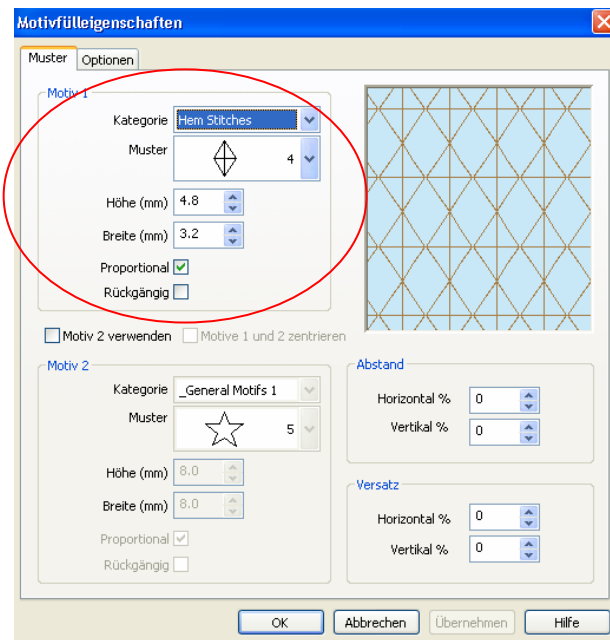 Motivfülleigenschaften
Muster Optionen
Motiv 1
Kategorie Hem Stitches
Muster 4
Höhe (mm) 4.8
Breite (mm) 3.2
Proportional
Rückgängig
Motiv 2 verwenden Motive 1 und 2 zentrieren
Motiv 2
Kategorie _General Motifs 1
Muster 5
Höhe (mm) 8.0
Breite (mm) 8.0
Proportional
Rückgängig
Abstand
Horizontal % 0
Vertikal % 0
Versatz
Horizontal % 0
Vertikal % 0
OK Abbrechen Übernehmen Hilfe